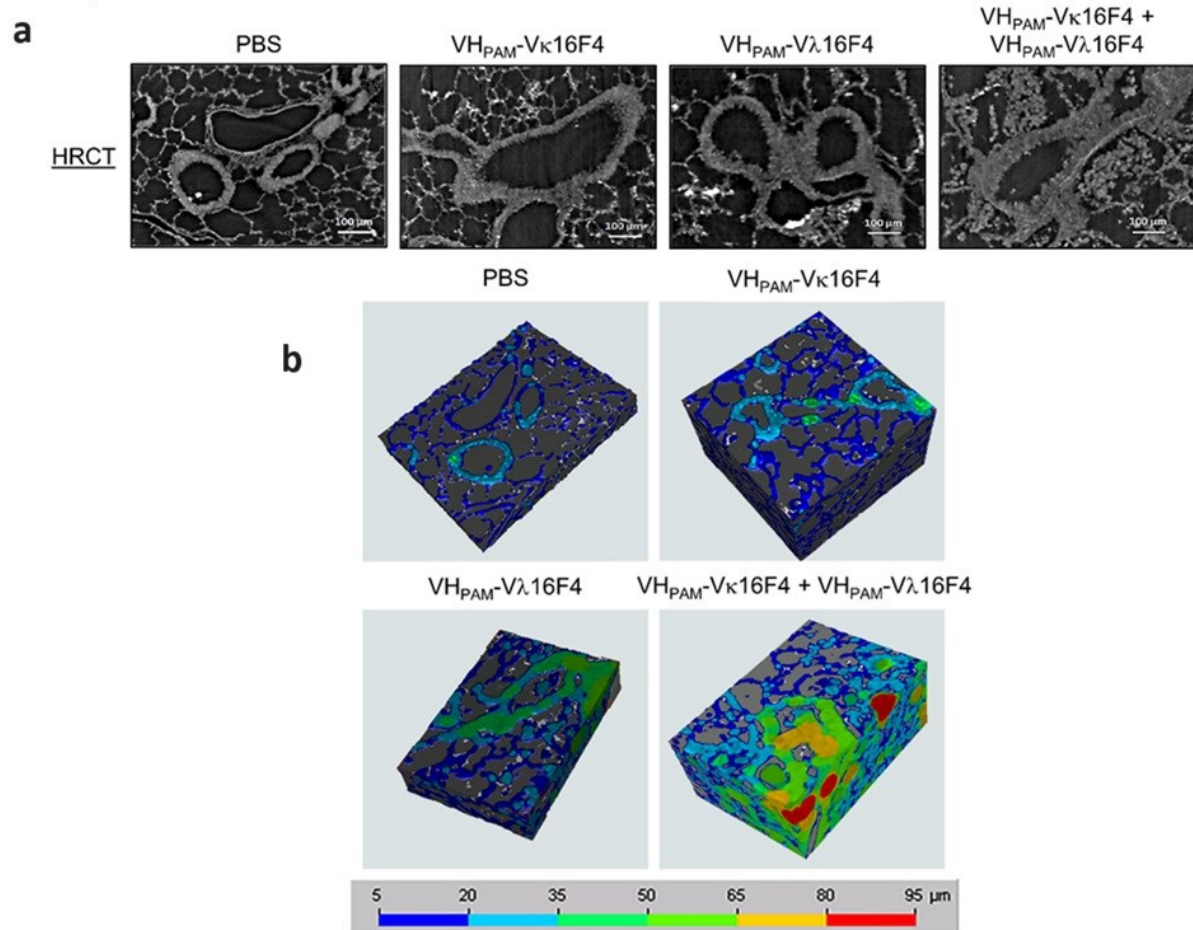 a
PBS
VHPAM-Vκ16F4
VHPAM-Vλ16F4
VHPAM-Vκ16F4 +
VHPAM-Vλ16F4
HRCT
100 µm
100 µm
100 µm
100 µm
b
PBS
VHPAM-Vκ16F4
VHPAM-Vλ16F4
VHPAM-Vκ16F4 + VHPAM-Vλ16F4
5 20 35 50 65 80 95 µm